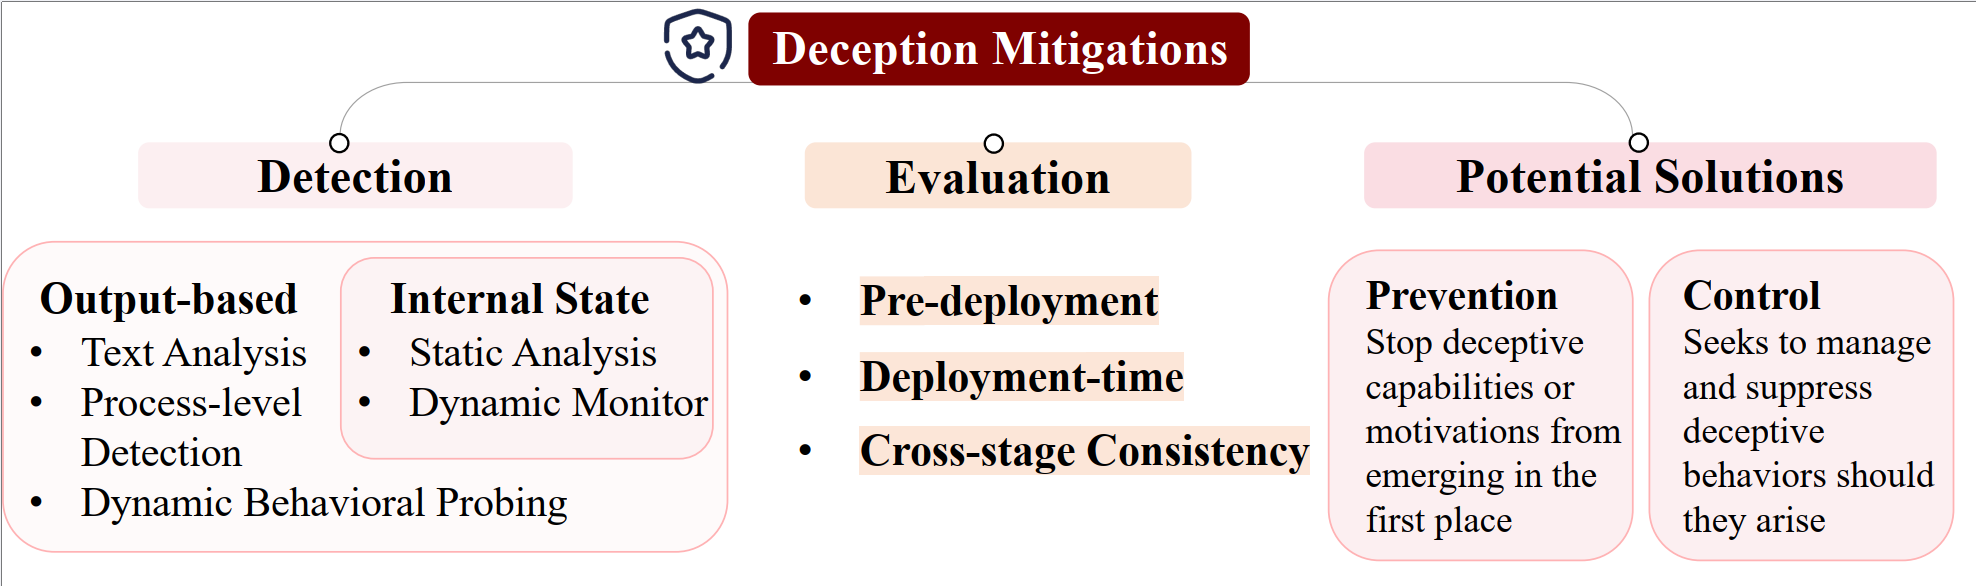 Deception Mitigations
Detection
Output-based
• Text Analysis
• Process-level
Detection
• Dynamic Behavioral Probing
Internal State
• Static Analysis
• Dynamic Monitor
Evaluation
• Pre-deployment
• Deployment-time
• Cross-stage Consistency
Potential Solutions
Prevention
Stop deceptive
capabilities or
motivations from
emerging in the
first place
Control
Seeks to manage
and suppress
deceptive
behaviors should
they arise